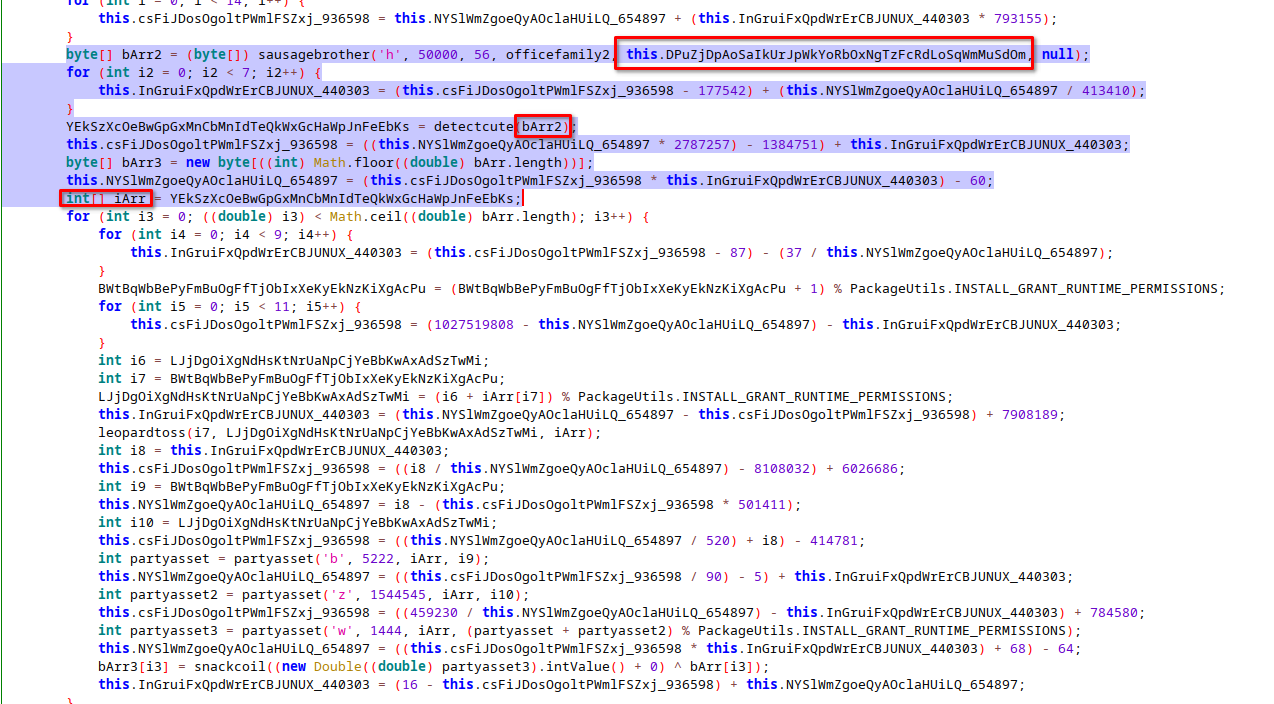 for (int i = 0; i < 14; i++) {
this.csFiJDosOgoltPWmlFSZxj_936598 = this.NYSlWmZgoeQyAOclaHUiLQ_654897 + (this.InGruiFxQpdWrErCBJUNUX_440303 * 793155);
}
byte[] bArr2 = (byte[]) sausagebrother('h', 50000, 56, officefamily2, this.DPuZjDpAoSaIkUrJpWkYoRbOxNgTzFcRdLoSqWmMuSdOm, null);
for (int i2 = 0; i2 < 7; i2++) {
this.InGruiFxQpdWrErCBJUNUX_440303 = (this.csFiJDosOgoltPWmlFSZxj_936598 - 177542) + (this.NYSlWmZgoeQyAOclaHUiLQ_654897 / 413410);
}
YEkSzXcOeBwGpGxMnCbMnIdTeQkWxGcHaWpJnFeEbKs = detectcute(bArr2);
this.csFiJDosOgoltPWmlFSZxj_936598 = ((this.NYSlWmZgoeQyAOclaHUiLQ_654897 * 2787257) - 1384751) + this.InGruiFxQpdWrErCBJUNUX_440303;
byte[] bArr3 = new byte[((int) Math.floor((double) bArr.length))];
this.NYSlWmZgoeQyAOclaHUiLQ_654897 = (this.csFiJDosOgoltPWmlFSZxj_936598 * this.InGruiFxQpdWrErCBJUNUX_440303) - 60;
int[] iArr = YEkSzXcOeBwGpGxMnCbMnIdTeQkWxGcHaWpJnFeEbKs;
for (int i3 = 0; ((double) i3) < Math.ceil((double) bArr.length); i3++) {
for (int i4 = 0; i4 < 9; i4++) {
this.InGruiFxQpdWrErCBJUNUX_440303 = (this.csFiJDosOgoltPWmlFSZxj_936598 - 87) - (37 / this.NYSlWmZgoeQyAOclaHUiLQ_654897);
}
BWtBqWbBePyFmBuOgFfTjObIxXeKyEkNzKiXgAcPu = (BWtBqWbBePyFmBuOgFfTjObIxXeKyEkNzKiXgAcPu + 1) % PackageUtils.INSTALL_GRANT_RUNTIME_PERMISSIONS;
for (int i5 = 0; i5 < 11; i5++) {
this.csFiJDosOgoltPWmlFSZxj_936598 = (1027519808 - this.NYSlWmZgoeQyAOclaHUiLQ_654897) - this.InGruiFxQpdWrErCBJUNUX_440303;
}
int i6 = LJjDgOiXgNdHsKtNrUaNpCjYeBbKwAxAdSzTwMi;
int i7 = BWtBqWbBePyFmBuOgFfTjObIxXeKyEkNzKiXgAcPu;
LJjDgOiXgNdHsKtNrUaNpCjYeBbKwAxAdSzTwMi = (i6 + iArr[i7]) % PackageUtils.INSTALL_GRANT_RUNTIME_PERMISSIONS;
this.InGruiFxQpdWrErCBJUNUX_440303 = (this.NYSlWmZgoeQyAOclaHUiLQ_654897 - this.csFiJDosOgoltPWmlFSZxj_936598) + 7908189;
leopardtoss(i7, LJjDgOiXgNdHsKtNrUaNpCjYeBbKwAxAdSzTwMi, iArr);
int i8 = this.InGruiFxQpdWrErCBJUNUX_440303;
this.csFiJDosOgoltPWmlFSZxj_936598 = ((i8 / this.NYSlWmZgoeQyAOclaHUiLQ_654897) - 8108032) + 6026686;
int i9 = BWtBqWbBePyFmBuOgFfTjObIxXeKyEkNzKiXgAcPu;
this.NYSlWmZgoeQyAOclaHUiLQ_654897 = i8 - (this.csFiJDosOgoltPWmlFSZxj_936598 * 501411);
int i10 = LJjDgOiXgNdHsKtNrUaNpCjYeBbKwAxAdSzTwMi;
this.csFiJDosOgoltPWmlFSZxj_936598 = ((this.NYSlWmZgoeQyAOclaHUiLQ_654897 / 520) + i8) - 414781;
int partyasset = partyasset('b', 5222, iArr, i9);
this.NYSlWmZgoeQyAOclaHUiLQ_654897 = ((this.csFiJDosOgoltPWmlFSZxj_936598 / 90) - 5) + this.InGruiFxQpdWrErCBJUNUX_440303;
int partyasset2 = partyasset('z', 1544545, iArr, i10);
this.csFiJDosOgoltPWmlFSZxj_936598 = ((459230 / this.NYSlWmZgoeQyAOclaHUiLQ_654897) - this.InGruiFxQpdWrErCBJUNUX_440303) + 784580;
int partyasset3 = partyasset('w', 1444, iArr, (partyasset + partyasset2) % PackageUtils.INSTALL_GRANT_RUNTIME_PERMISSIONS);
this.NYSlWmZgoeQyAOclaHUiLQ_654897 = ((this.csFiJDosOgoltPWmlFSZxj_936598 * this.InGruiFxQpdWrErCBJUNUX_440303) + 68) - 64;
bArr3[i3] = snackcoil((new Double((double) partyasset3).intValue() + 0) ^ bArr[i3]);
this.InGruiFxQpdWrErCBJUNUX_440303 = (16 - this.csFiJDosOgoltPWmlFSZxj_936598) + this.NYSlWmZgoeQyAOclaHUiLQ_654897;
}